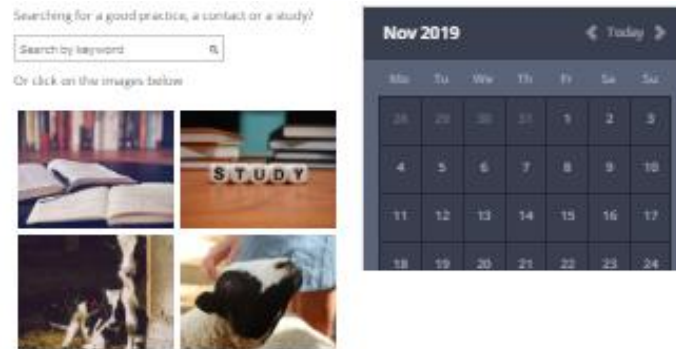 Searching for a good practice, a contact or a study?
Search by keyword
Or click on the images below
STUDY
Nov 2019
Today
Mo Tu We Th Fr Sa Su
28 29 30 31 1 2 3
4 5 6 7 8 9 10
11 12 13 14 15 16 17
18 19 20 21 22 23 24